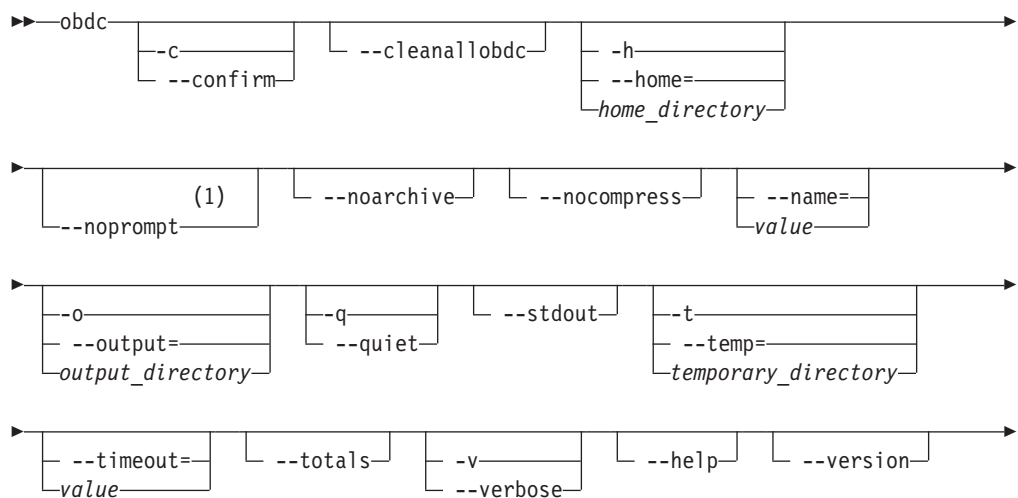 obdc
-c
--confirm
--cleanallobdc
-h
--home=
home_directory
(1)
--noprompt
--noarchive
--nocompress
--name=
value
-o
--output=
output_directory
-q
--quiet
--stdout
-t
--temp=
temporary_directory
--timeout=
value
--totals
-v
--verbose
--help
--version